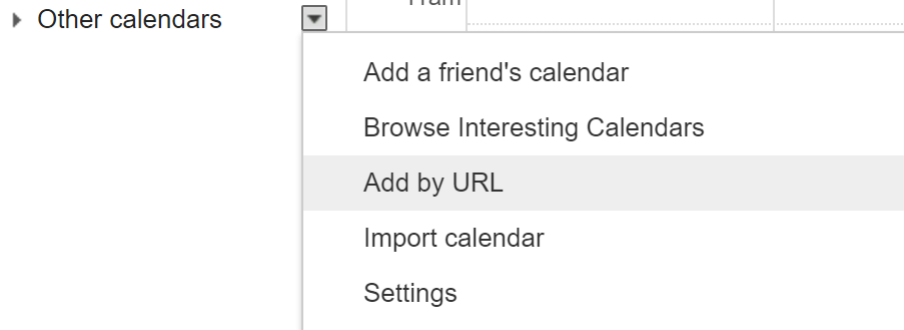 Other calendars
Add a friend's calendar
Browse Interesting Calendars
Add by URL
Import calendar
Settings